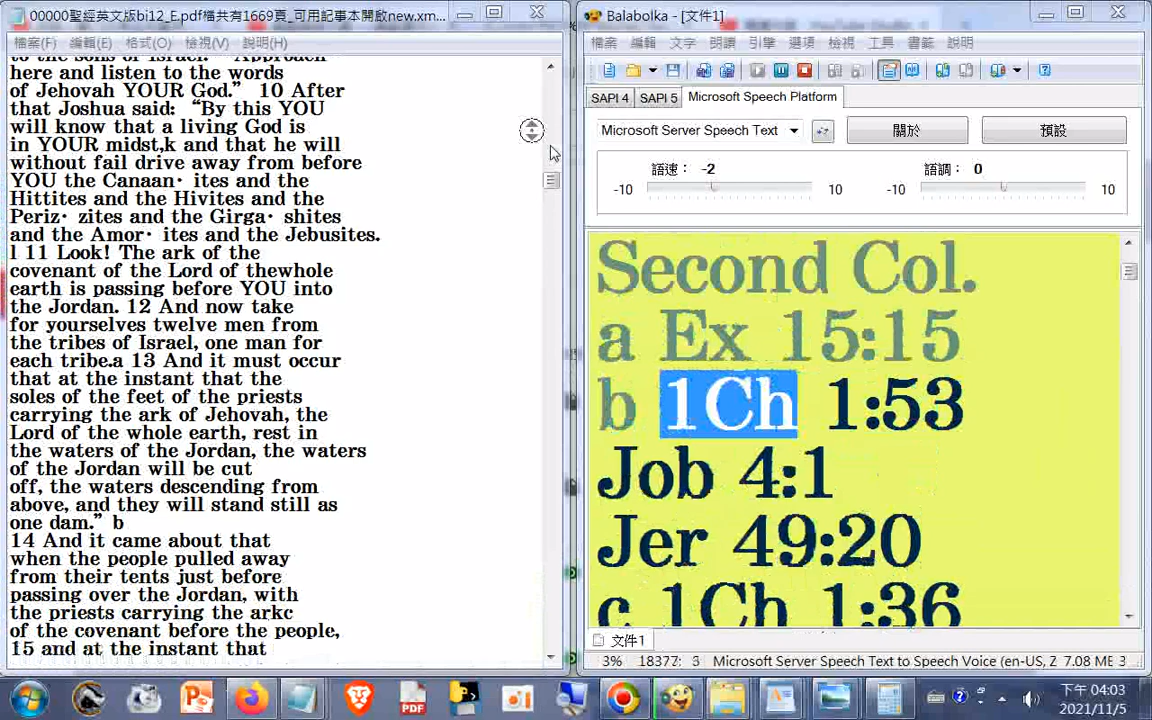 00000聖經英文版bi12_E.pdf檔共有1669頁_可用記事本開啟new.xm...
檔案(F) 編輯(E) 格式(O) 檢視(V) 說明(H)
to the sons of Israel: “Approach
here and listen to the words
of Jehovah YOUR God.” 10 After
that Joshua said: “By this YOU
will know that a living God is
in YOUR midst,k and that he will
without fail drive away from before
YOU the Canaan· ites and the
Hittites and the Hivites and the
Periz· zites and the Girga· shites
and the Amor· ites and the Jebusites.
l 11 Look! The ark of the
covenant of the Lord of thewhole
earth is passing before YOU into
the Jordan. 12 And now take
for yourselves twelve men from
the tribes of Israel, one man for
each tribe.a 13 And it must occur
that at the instant that the
soles of the feet of the priests
carrying the ark of Jehovah, the
Lord of the whole earth, rest in
the waters of the Jordan, the waters
of the Jordan will be cut
off, the waters descending from
above, and they will stand still as
one dam.” b
14 And it came about that
when the people pulled away
from their tents just before
passing over the Jordan, with
the priests carrying the arkc
of the covenant before the people,
15 and at the instant that
Balabolka - [文件1]
檔案 編輯 文字 朗讀 引擎 選項 檢視 工具 書籤 說明
SAPI 4 SAPI 5 Microsoft Speech Platform
Microsoft Server Speech Text 關於 預設
語速： -2 語調： 0
-10 10 -10 10
Second Col.
a Ex 15:15
b 1Ch 1:53
Job 4:1
Jer 49:20
c 1Ch 1:36
文件1
3% 18377: 3 Microsoft Server Speech Text to Speech Voice (en-US, Z 7.08 MB 3
下午 04:03
2021/11/5